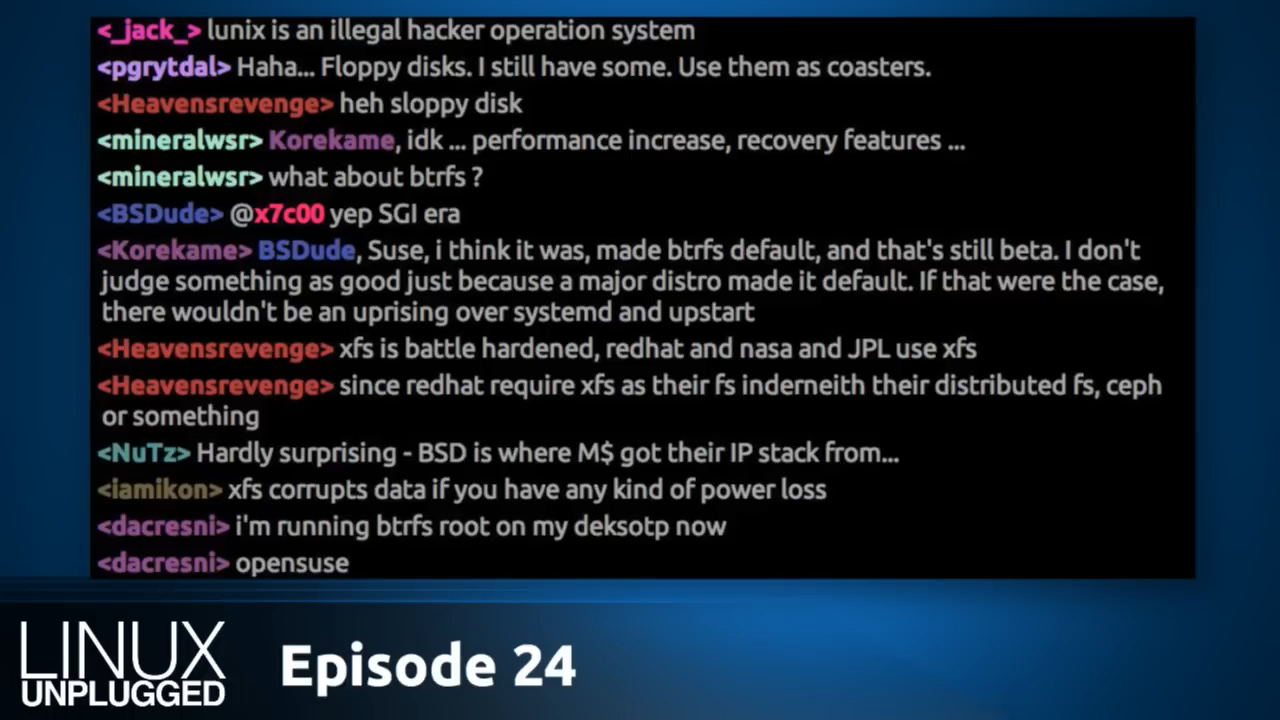 <_jack_> lunix is an illegal hacker operation system
<pgrytdal> Haha... Floppy disks. I still have some. Use them as coasters.
<Heavensrevenge> heh sloppy disk
<mineralwsr> Korekame, idk ... performance increase, recovery features ...
<mineralwsr> what about btrfs ?
<BSDude> @x7c00 yep SGI era
<Korekame> BSDude, Suse, i think it was, made btrfs default, and that's still beta. I don't
judge something as good just because a major distro made it default. If that were the case,
there wouldn't be an uprising over systemd and upstart
<Heavensrevenge> xfs is battle hardened, redhat and nasa and JPL use xfs
<Heavensrevenge> since redhat require xfs as their fs inderneith their distributed fs, ceph
or something
<NuTz> Hardly surprising - BSD is where M$ got their IP stack from...
<iamikon> xfs corrupts data if you have any kind of power loss
<dacresni> i'm running btrfs root on my deksotp now
<dacresni> opensuse
LINUX
UNPLUGGED
Episode 24